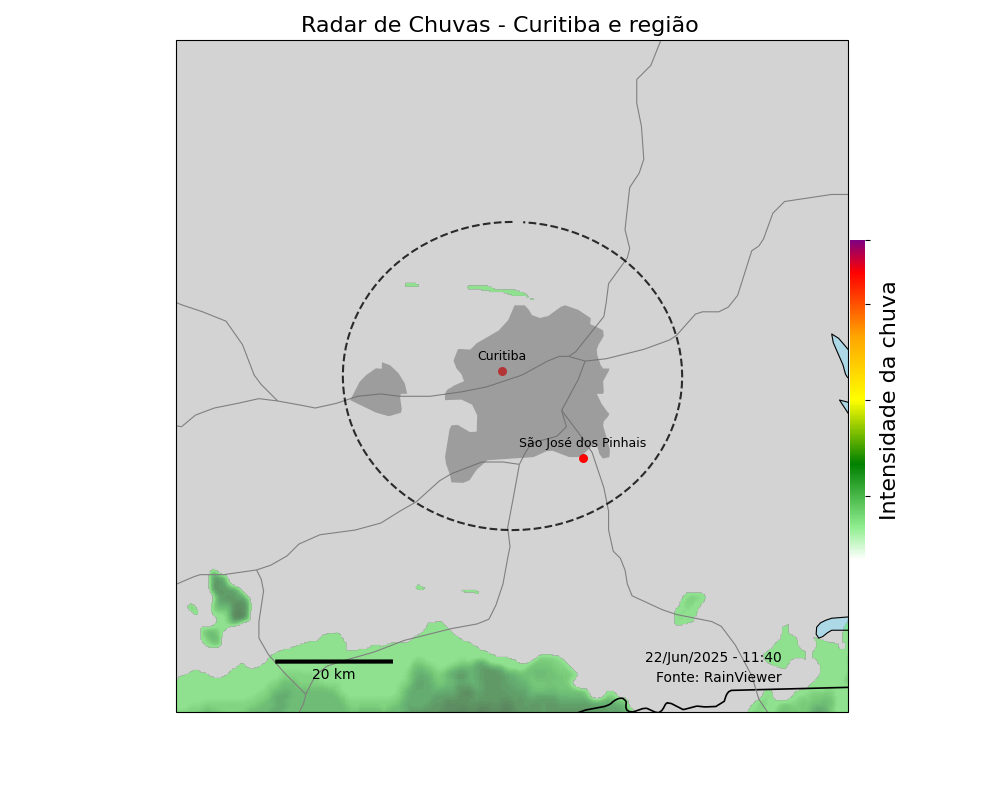 Radar de Chuvas - Curitiba e região
Curitiba
São José dos Pinhais
Intensidade da chuva
22/Jun/2025 - 11:40
20 km
Fonte: RainViewer